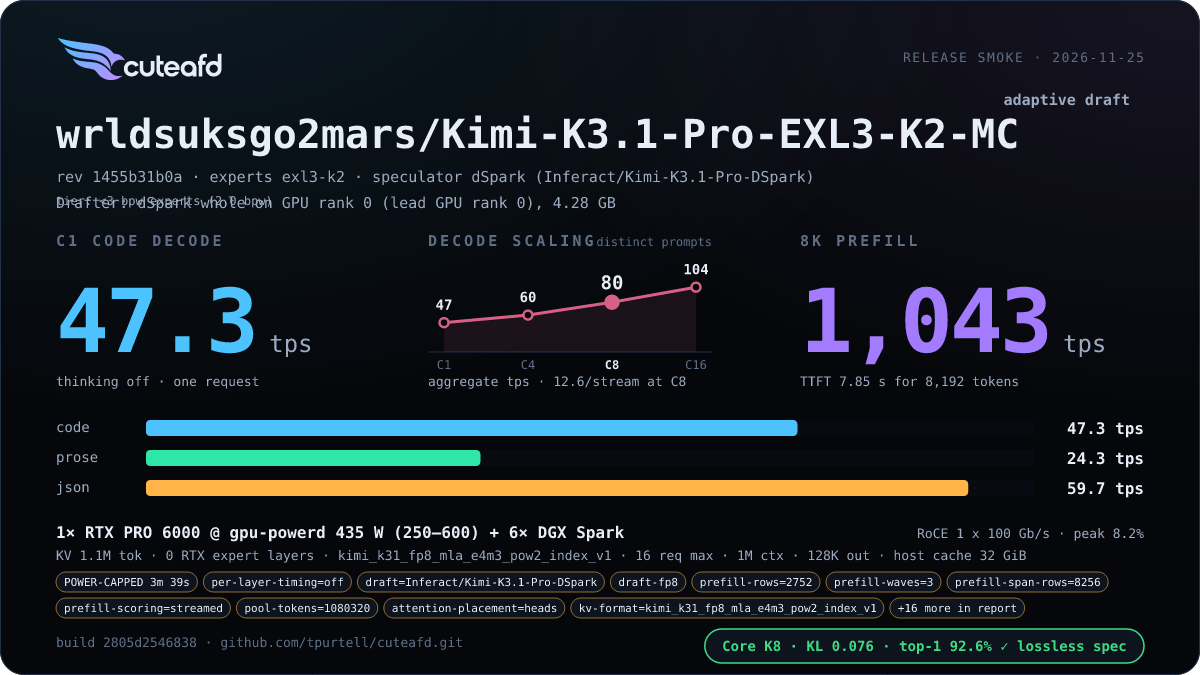 cuteafd
RELEASE SMOKE · 2026-11-25
adaptive draft
wrldsuksgo2mars/Kimi-K3.1-Pro-EXL3-K2-MC
rev 1455b31b0a · experts exl3-k2 · speculator dSpark (Inferact/Kimi-K3.1-Pro-DSpark)
Drafter dSpark whole on GPU rank 0 (lead GPU rank 0), 4.28 GB
C1 CODE DECODE
47.3 tps
thinking off · one request
DECODE SCALING distinct prompts
47 60 80 104
C1 C4 C8 C16
aggregate tps · 12.6/stream at C8
8K PREFILL
1,043 tps
TTFT 7.85 s for 8,192 tokens
code 47.3 tps
prose 24.3 tps
json 59.7 tps
1× RTX PRO 6000 @ gpu-powerd 435 W (250–600) + 6× DGX Spark
RoCE 1 x 100 Gb/s · peak 8.2%
KV 1.1M tok · 0 RTX expert layers · kimi_k31_fp8_mla_e4m3_pow2_index_v1 · 16 req max · 1M ctx · 128K out · host cache 32 GiB
POWER-CAPPED 3m 39s per-layer-timing=off draft=Inferact/Kimi-K3.1-Pro-DSpark draft-fp8 prefill-rows=2752 prefill-waves=3 prefill-span-rows=8256
prefill-scoring=streamed pool-tokens=1080320 attention-placement=heads kv-format=kimi_k31_fp8_mla_e4m3_pow2_index_v1 +16 more in report
build 2805d2546838 · github.com/tpurtell/cuteafd.git
Core K8 · KL 0.076 · top-1 92.6% ✓ lossless spec